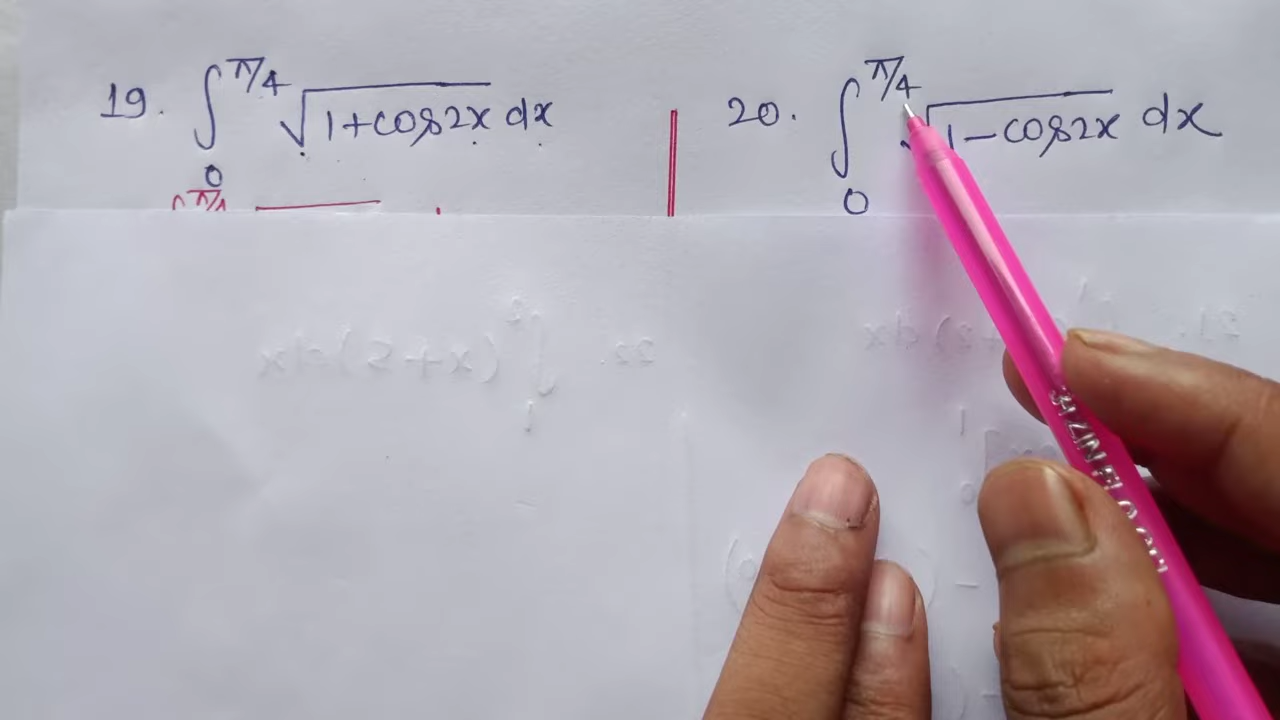 19. ∫₀^π/4 √1+cos2x dx
20. ∫₀^π/4 √1-cos2x dx